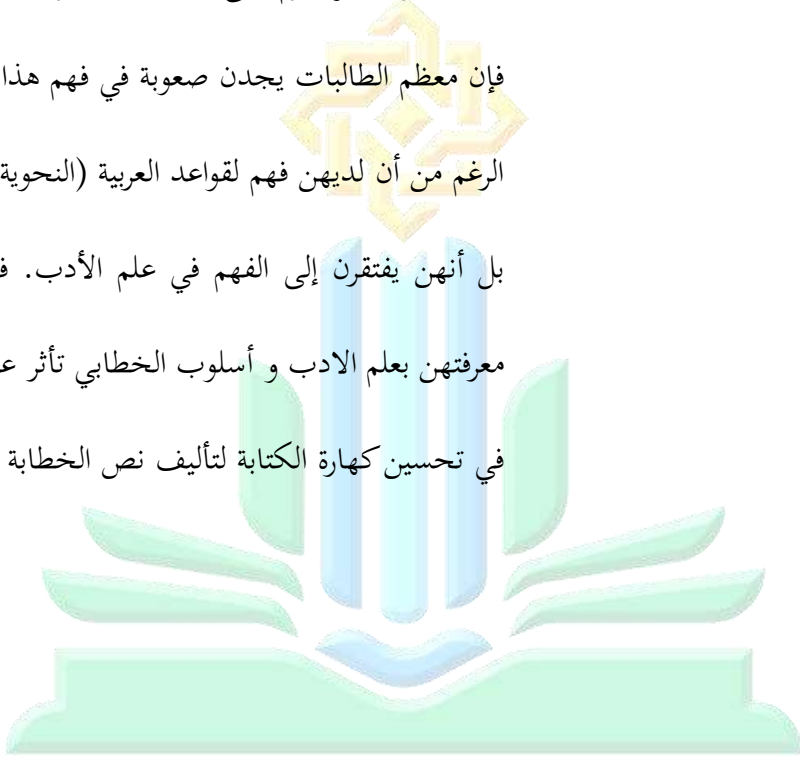 فإن معظم الطالبات يجدن صعوبة في فهم هذا
الرغم من أن لديهن فهم لقواعد العربية (النحوية
بل أنهن يفتقرن إلى الفهم في علم الأدب.
معرفتهن بعلم الادب و أسلوب الخطابي تأثر
في تحسين كهارة الكتابة لتأليف نص الخطابة